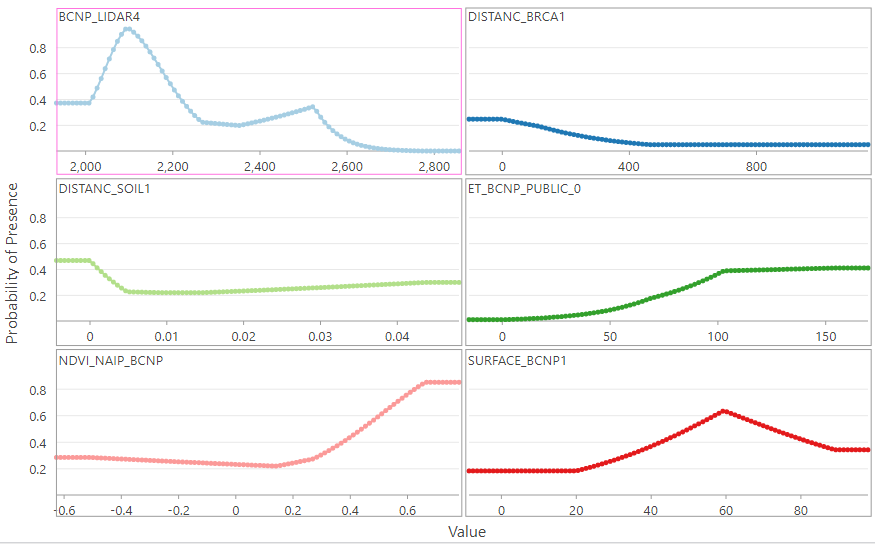 BCNP_LIDAR4
0.8
0.6
0.4
0.2
2,000 2,200 2,400 2,600 2,800
DISTANC_BRCA1
0 400 800
DISTANC_SOIL1
0.8
0.6
0.4
0.2
0 0.01 0.02 0.03 0.04
ET_BCNP_PUBLIC_0
0 50 100 150
NDVI_NAIP_BCNP
0.8
0.6
0.4
0.2
-0.6 -0.4 -0.2 0 0.2 0.4 0.6
SURFACE_BCNP1
0 20 40 60 80
Probability of Presence
Value